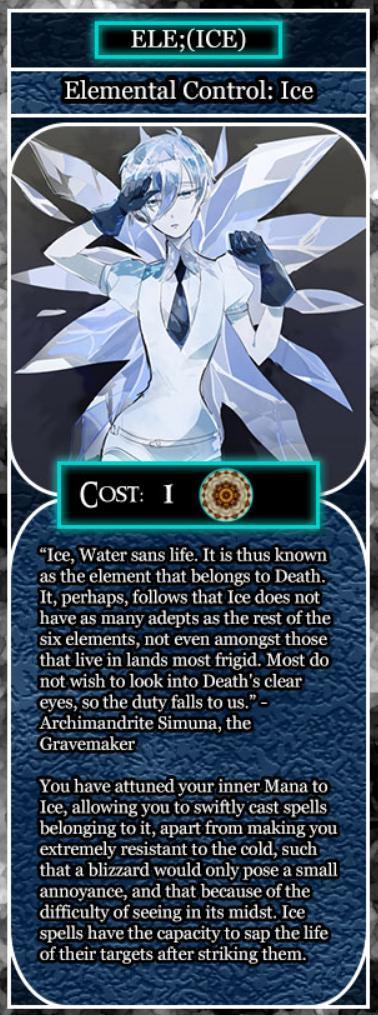 ELE;(ICE)
Elemental Control: Ice
COST: 1
“Ice, Water sans life. It is thus known
as the element that belongs to Death.
It, perhaps, follows that Ice does not
have as many adepts as the rest of the
six elements, not even amongst those
that live in lands most frigid. Most do
not wish to look into Death's clear
eyes, so the duty falls to us.” -
Archimandrite Simuna, the
Gravemaker
You have attuned your inner Mana to
Ice, allowing you to swiftly cast spells
belonging to it, apart from making you
extremely resistant to the cold, such
that a blizzard would only pose a small
annoyance, and that because of the
difficulty of seeing in its midst. Ice
spells have the capacity to sap the life
of their targets after striking them.